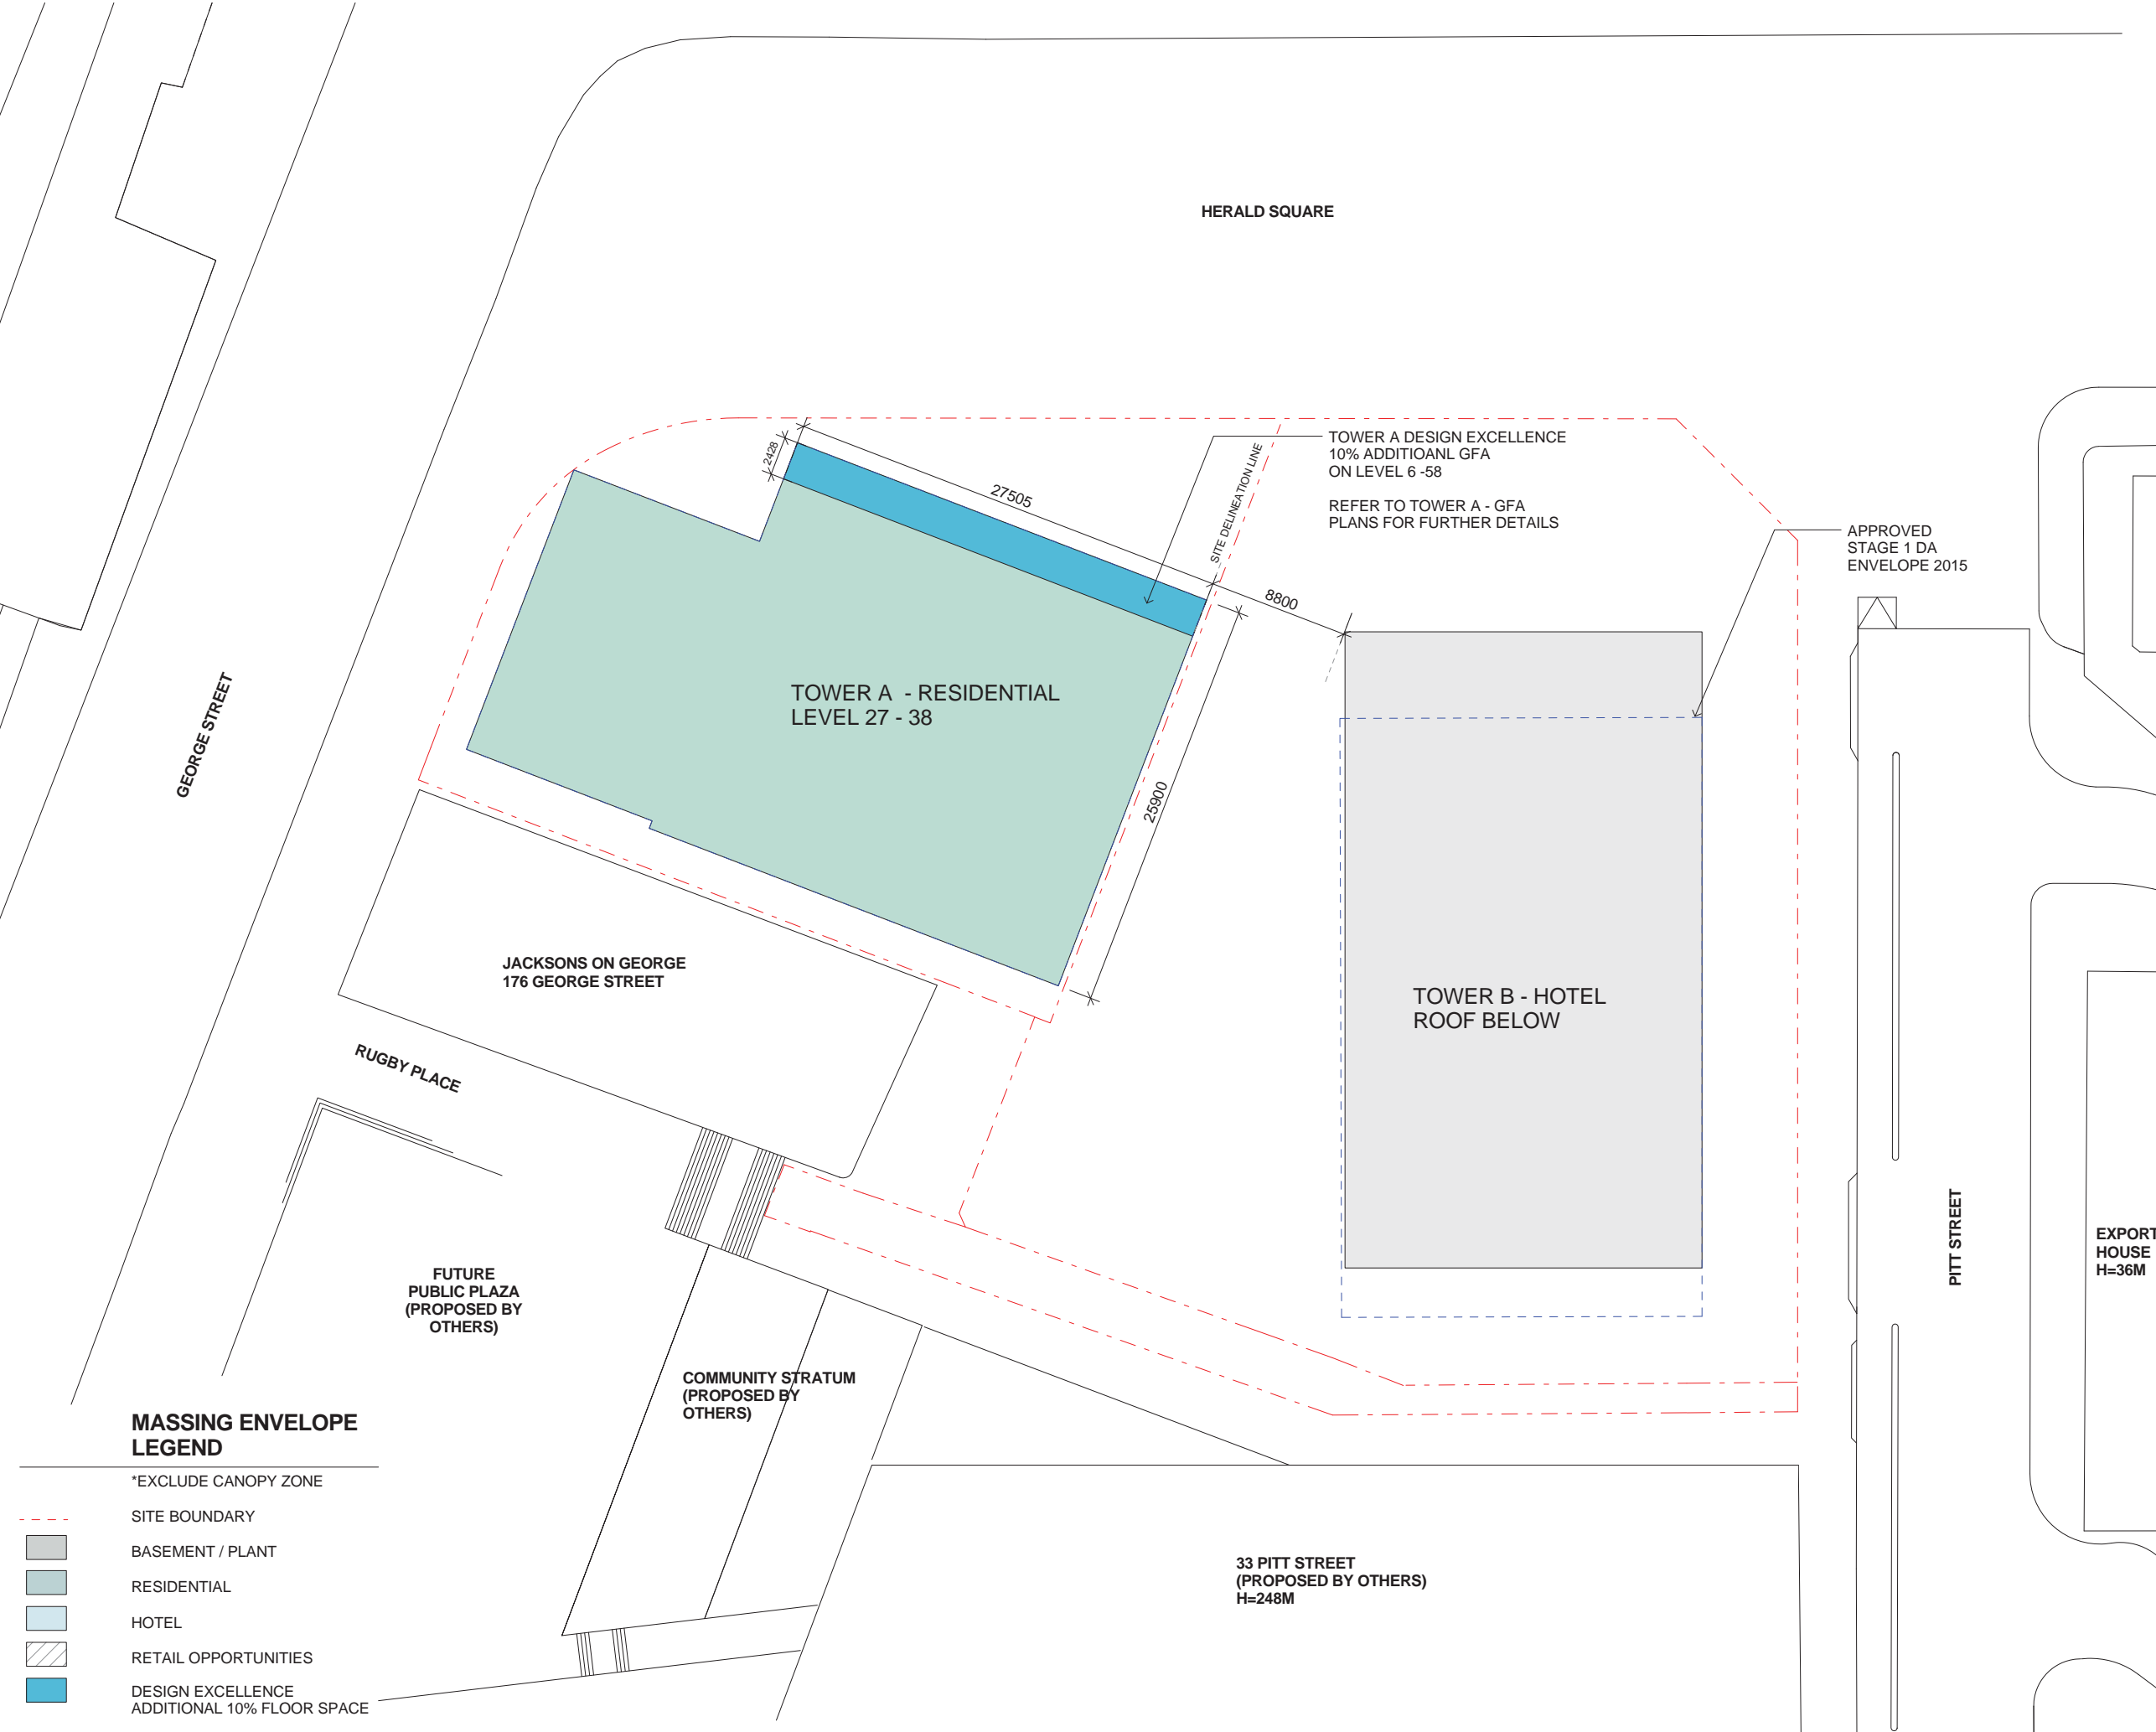 HERALD SQUARE
TOWER A DESIGN EXCELLENCE
10% ADDITIOANL GFA
ON LEVEL 6 -58
REFER TO TOWER A - GFA
PLANS FOR FURTHER DETAILS
2428
27505
SITE DELINEATION LINE
8800
APPROVED
STAGE 1 DA
ENVELOPE 2015
GEORGE STREET
TOWER A - RESIDENTIAL
LEVEL 27 - 38
25900
JACKSONS ON GEORGE
176 GEORGE STREET
TOWER B - HOTEL
ROOF BELOW
RUGBY PLACE
PITT STREET
EXPORT
HOUSE
H=36M
FUTURE
PUBLIC PLAZA
(PROPOSED BY
OTHERS)
COMMUNITY STRATUM
(PROPOSED BY
OTHERS)
33 PITT STREET
(PROPOSED BY OTHERS)
H=248M
MASSING ENVELOPE
LEGEND
*EXCLUDE CANOPY ZONE
SITE BOUNDARY
BASEMENT / PLANT
RESIDENTIAL
HOTEL
RETAIL OPPORTUNITIES
DESIGN EXCELLENCE
ADDITIONAL 10% FLOOR SPACE